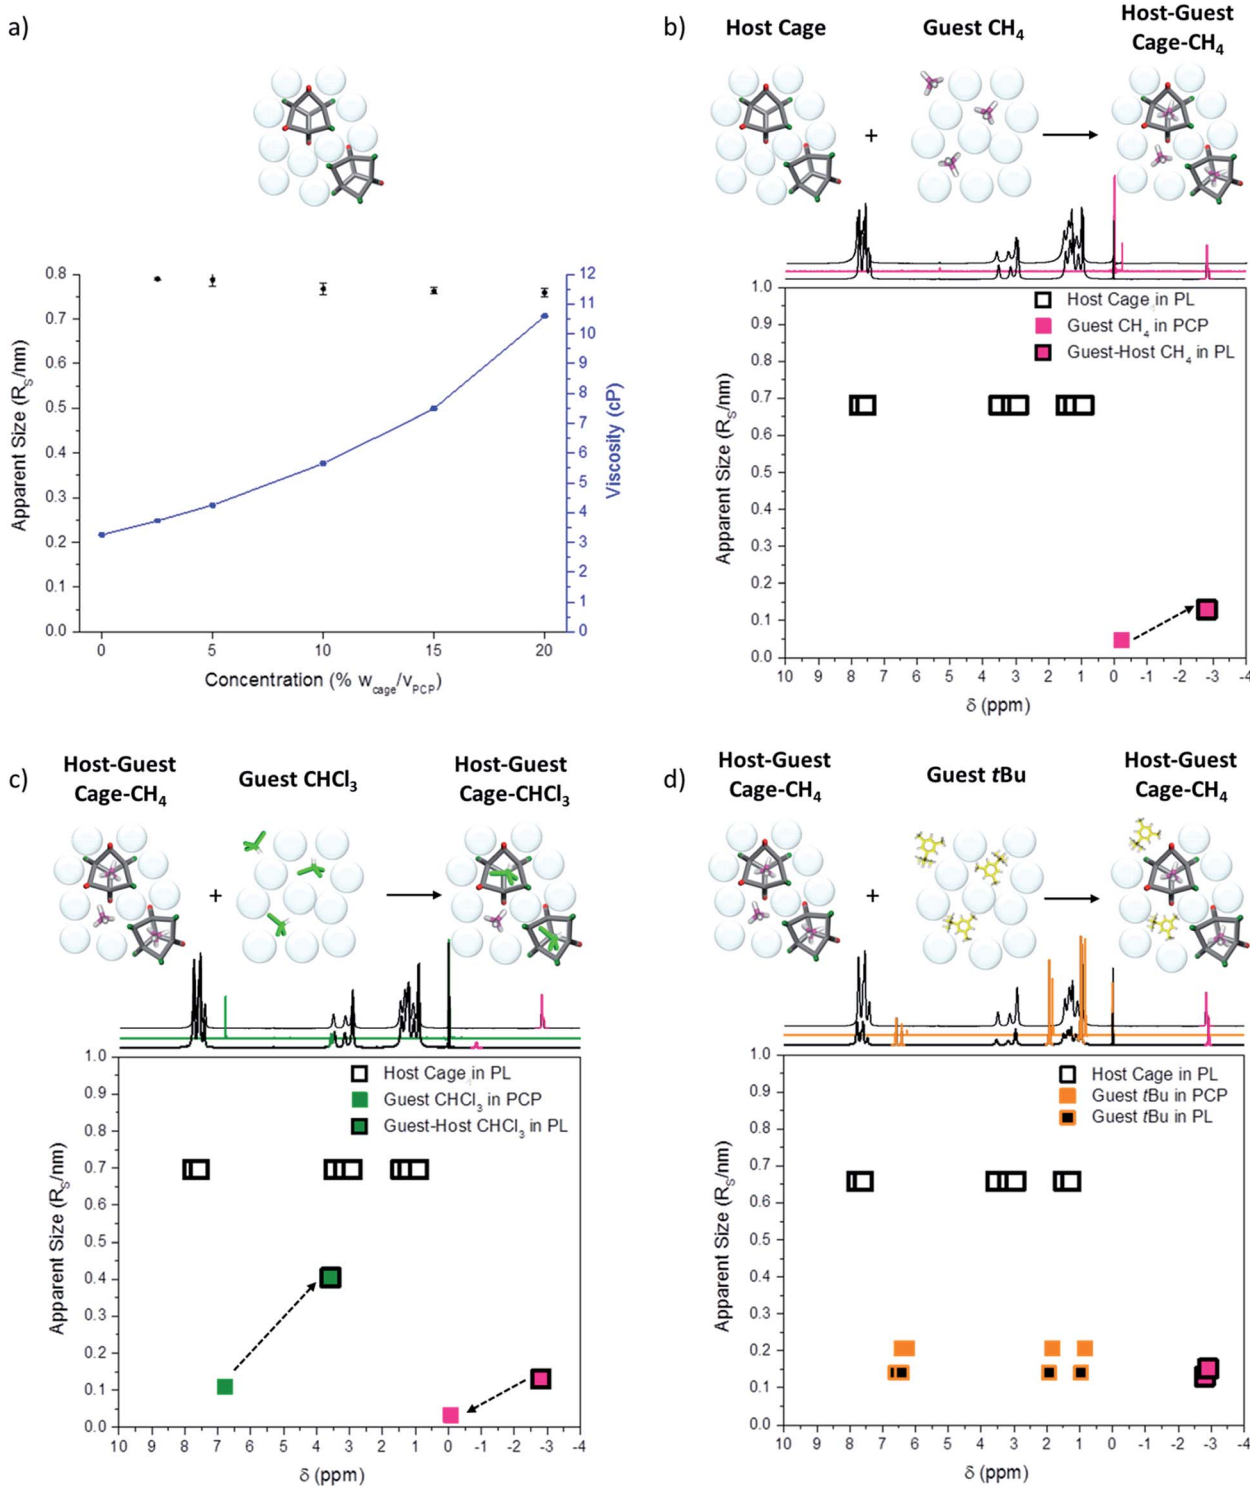 a)
0.8
0.7
0.6
0.5
0.4
0.3
0.2
0.1
0.0
Apparent Size (R_S/nm)
12
11
10
9
8
7
6
5
4
3
2
1
0
Viscosity (cP)
0 5 10 15 20
Concentration (% w_cage/v_PCP)
b)
Host Cage
Guest CH₄
Host-Guest
Cage-CH₄
+
Host Cage in PL
Guest CH₄ in PCP
Guest-Host CH₄ in PL
1.0
0.9
0.8
0.7
0.6
0.5
0.4
0.3
0.2
0.1
0.0
Apparent Size (R_S/nm)
10 9 8 7 6 5 4 3 2 1 0 -1 -2 -3 -4
δ (ppm)
c)
Host-Guest
Cage-CH₄
Guest CHCl₃
Host-Guest
Cage-CHCl₃
+
Host Cage in PL
Guest CHCl₃ in PCP
Guest-Host CHCl₃ in PL
1.0
0.9
0.8
0.7
0.6
0.5
0.4
0.3
0.2
0.1
0.0
Apparent Size (R_S/nm)
10 9 8 7 6 5 4 3 2 1 0 -1 -2 -3 -4
δ (ppm)
d)
Host-Guest
Cage-CH₄
Guest tBu
Host-Guest
Cage-CH₄
+
Host Cage in PL
Guest tBu in PCP
Guest tBu in PL
1.0
0.9
0.8
0.7
0.6
0.5
0.4
0.3
0.2
0.1
0.0
Apparent Size (R_S/nm)
10 9 8 7 6 5 4 3 2 1 0 -1 -2 -3 -4
δ (ppm)